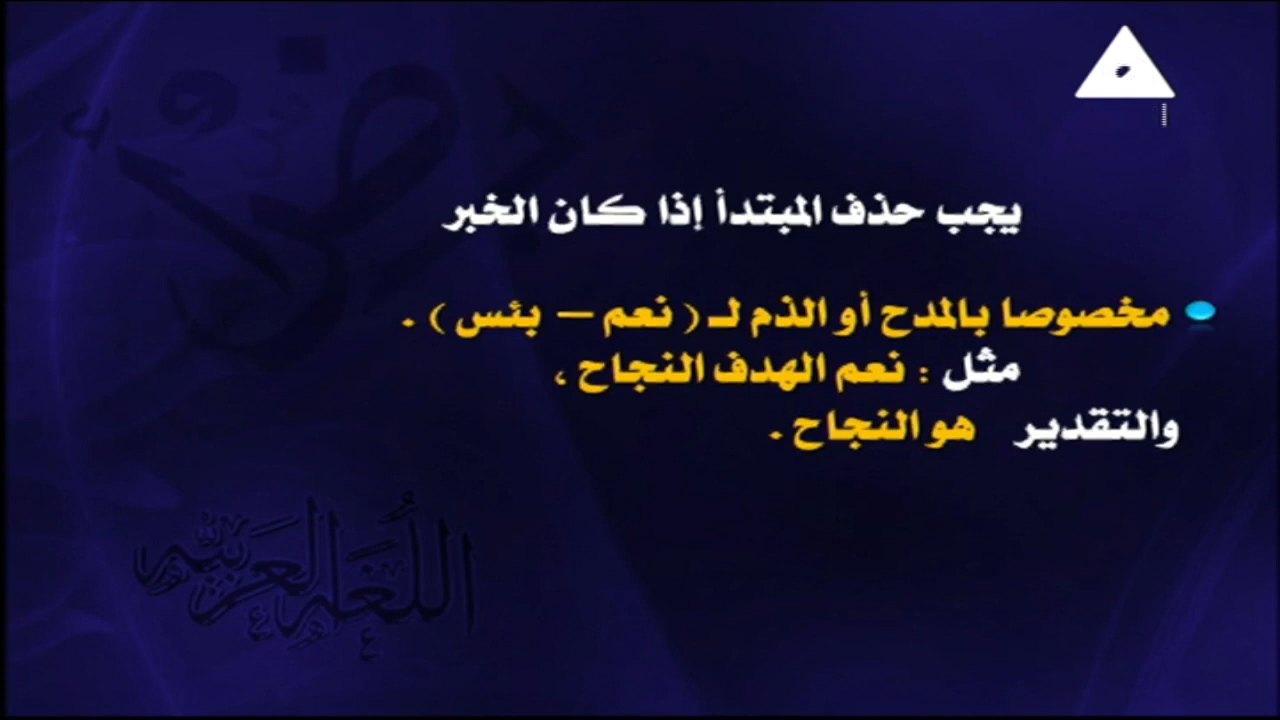 يجب حذف المبتدأ إذا كان الخبر
مخصوصا بالمدح أو الذم لـ ( نعم – بئس ) .
مثل : نعم الهدف النجاح ،
والتقدير هو النجاح .
اللغة العربية